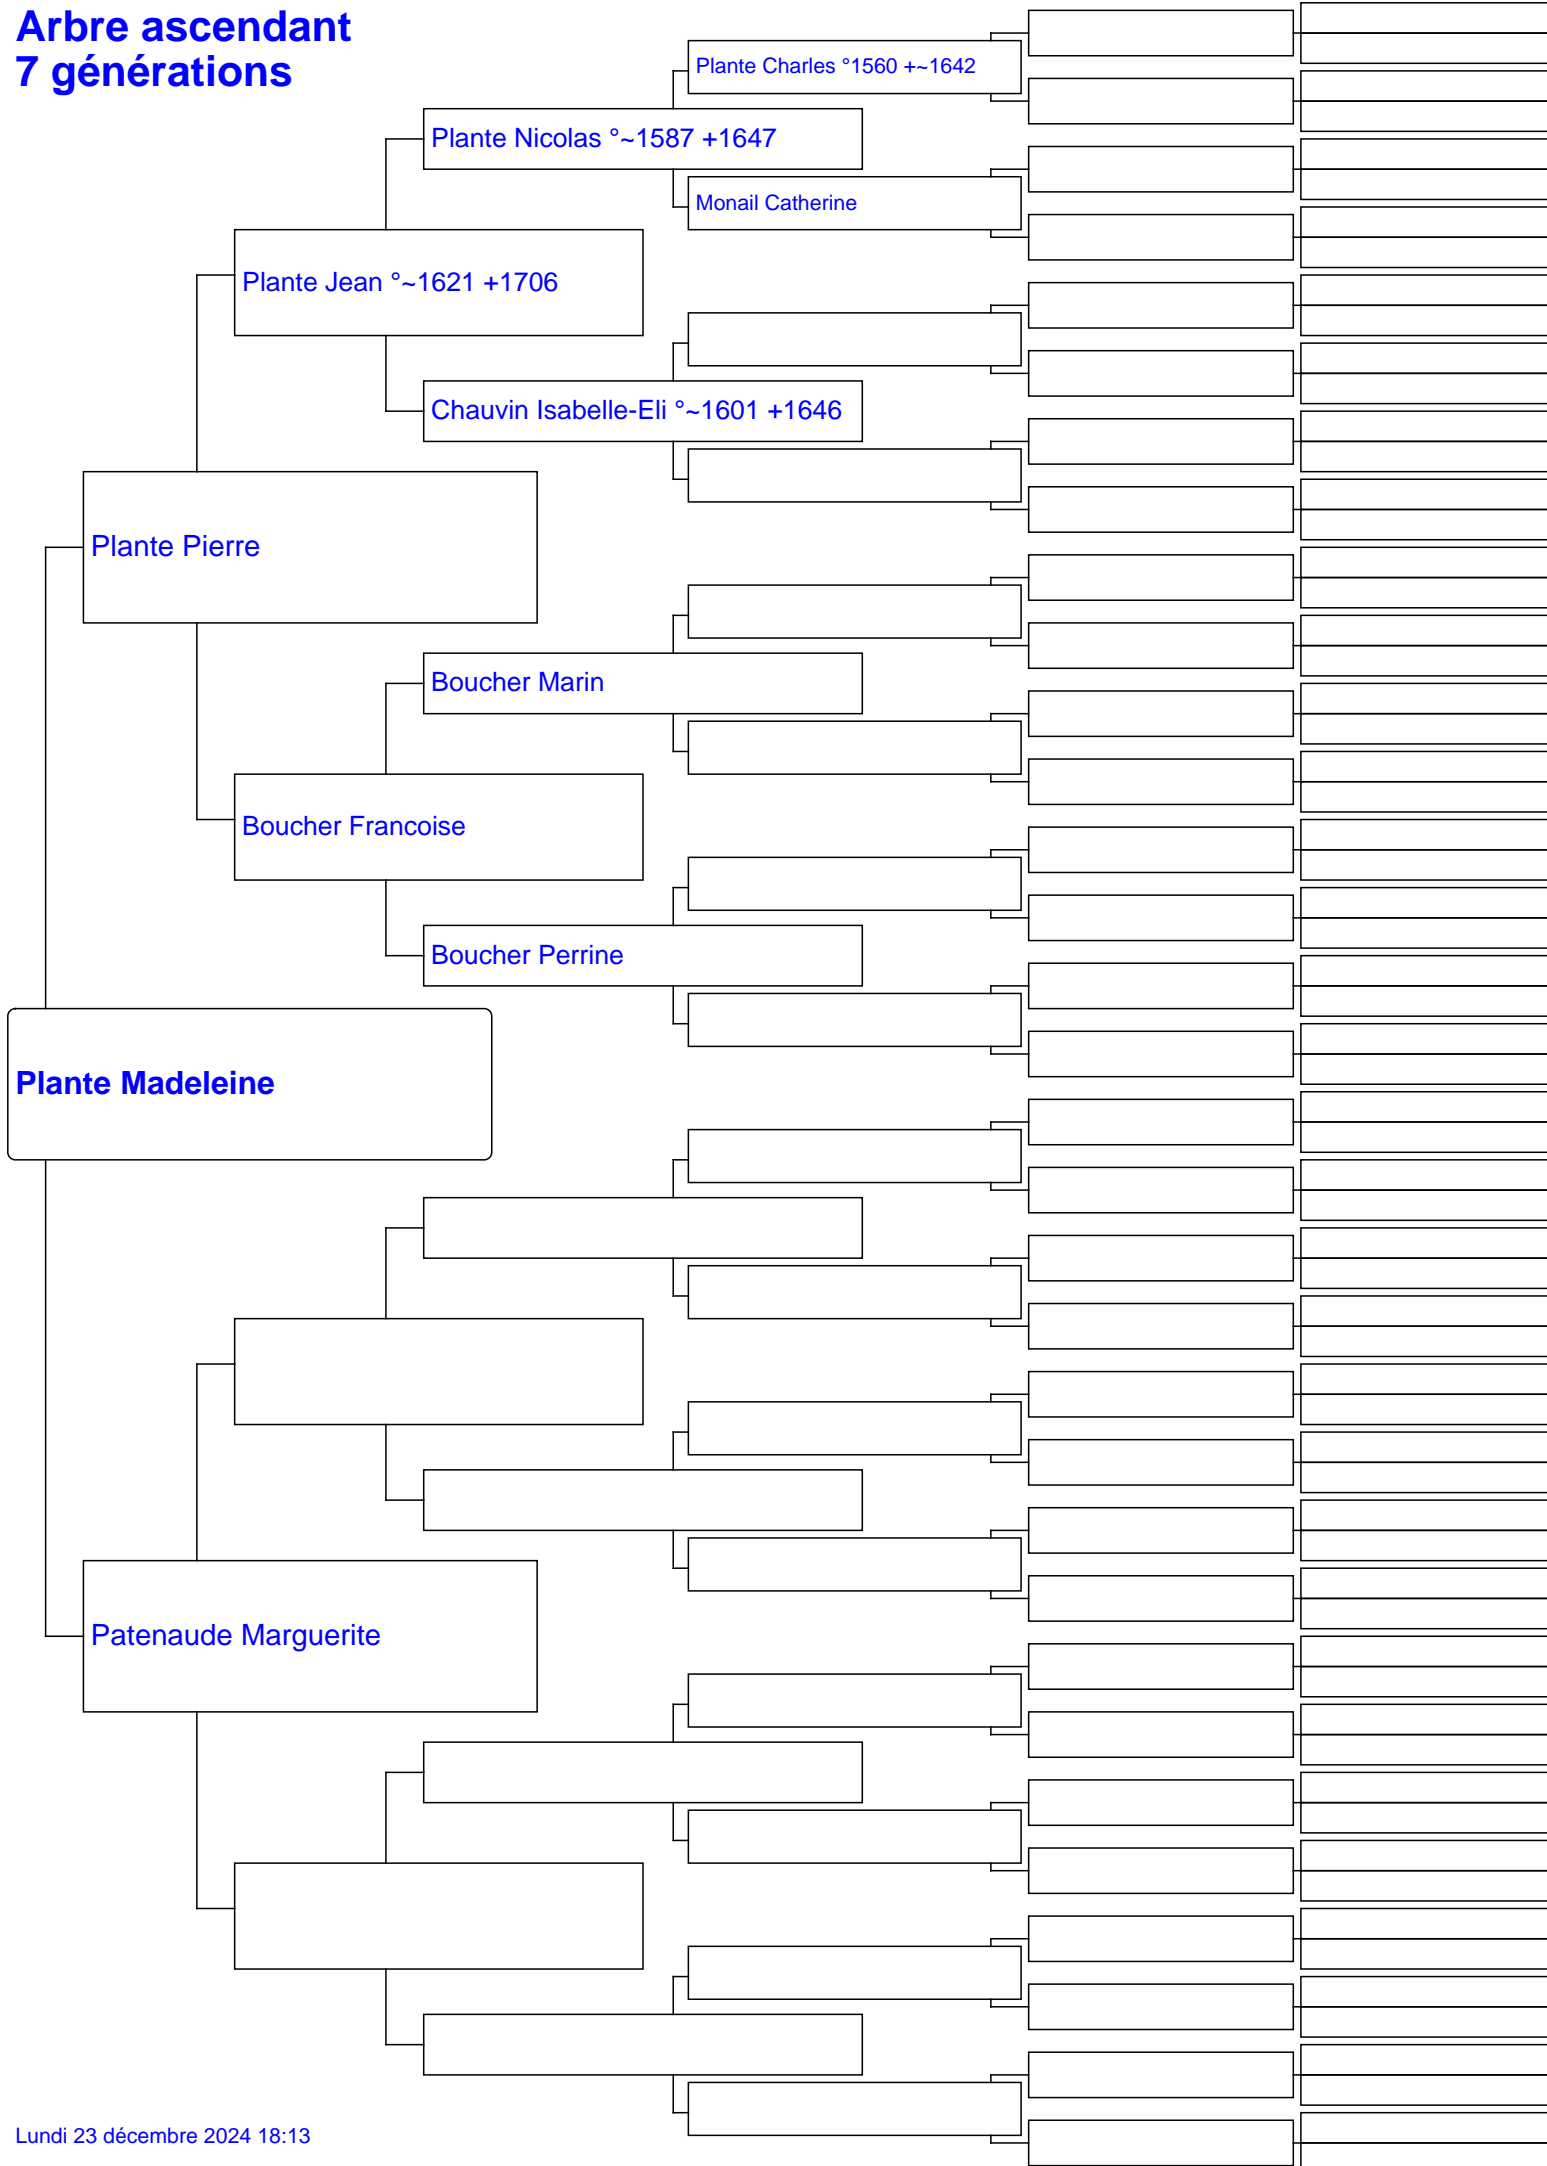 Arbre ascendant
7 générations
Plante Charles °1560 +~1642
Plante Nicolas °~1587 +1647
Monail Catherine
Plante Jean °~1621 +1706
Chauvin Isabelle-Eli °~1601 +1646
Plante Pierre
Boucher Marin
Boucher Francoise
Boucher Perrine
Plante Madeleine
Patenaude Marguerite
Lundi 23 décembre 2024 18:13